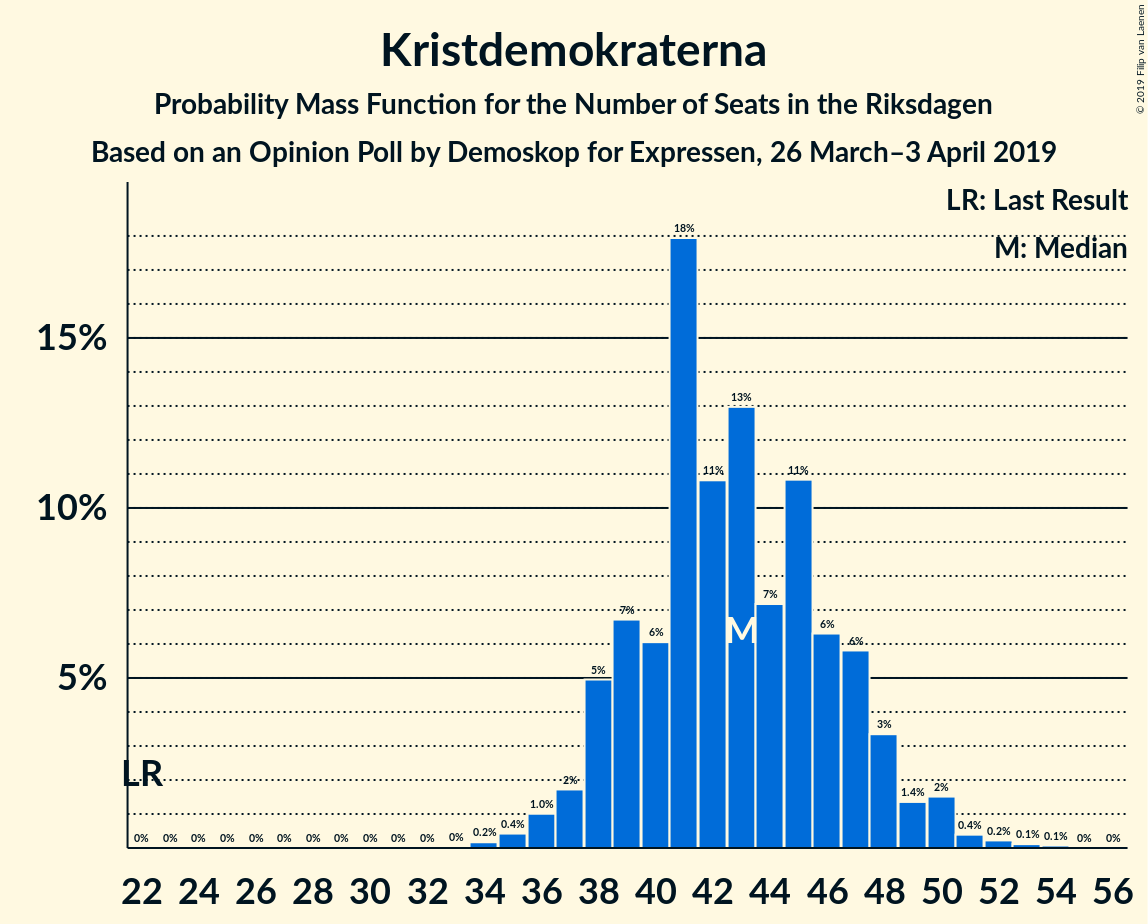 Kristdemokraterna
Probability Mass Function for the Number of Seats in the Riksdagen
Based on an Opinion Poll by Demoskop for Expressen, 26 March–3 April 2019
© 2019 Filip van Laenen
LR: Last Result
M: Median
15%
10%
5%
LR
M
0% 0% 0% 0% 0% 0% 0% 0% 0% 0% 0% 0% 0.2% 0.4% 1.0% 2% 5% 7% 6% 18% 11% 13% 7% 11% 6% 6% 3% 1.4% 2% 0.4% 0.2% 0.1% 0.1% 0% 0%
22 24 26 28 30 32 34 36 38 40 42 44 46 48 50 52 54 56